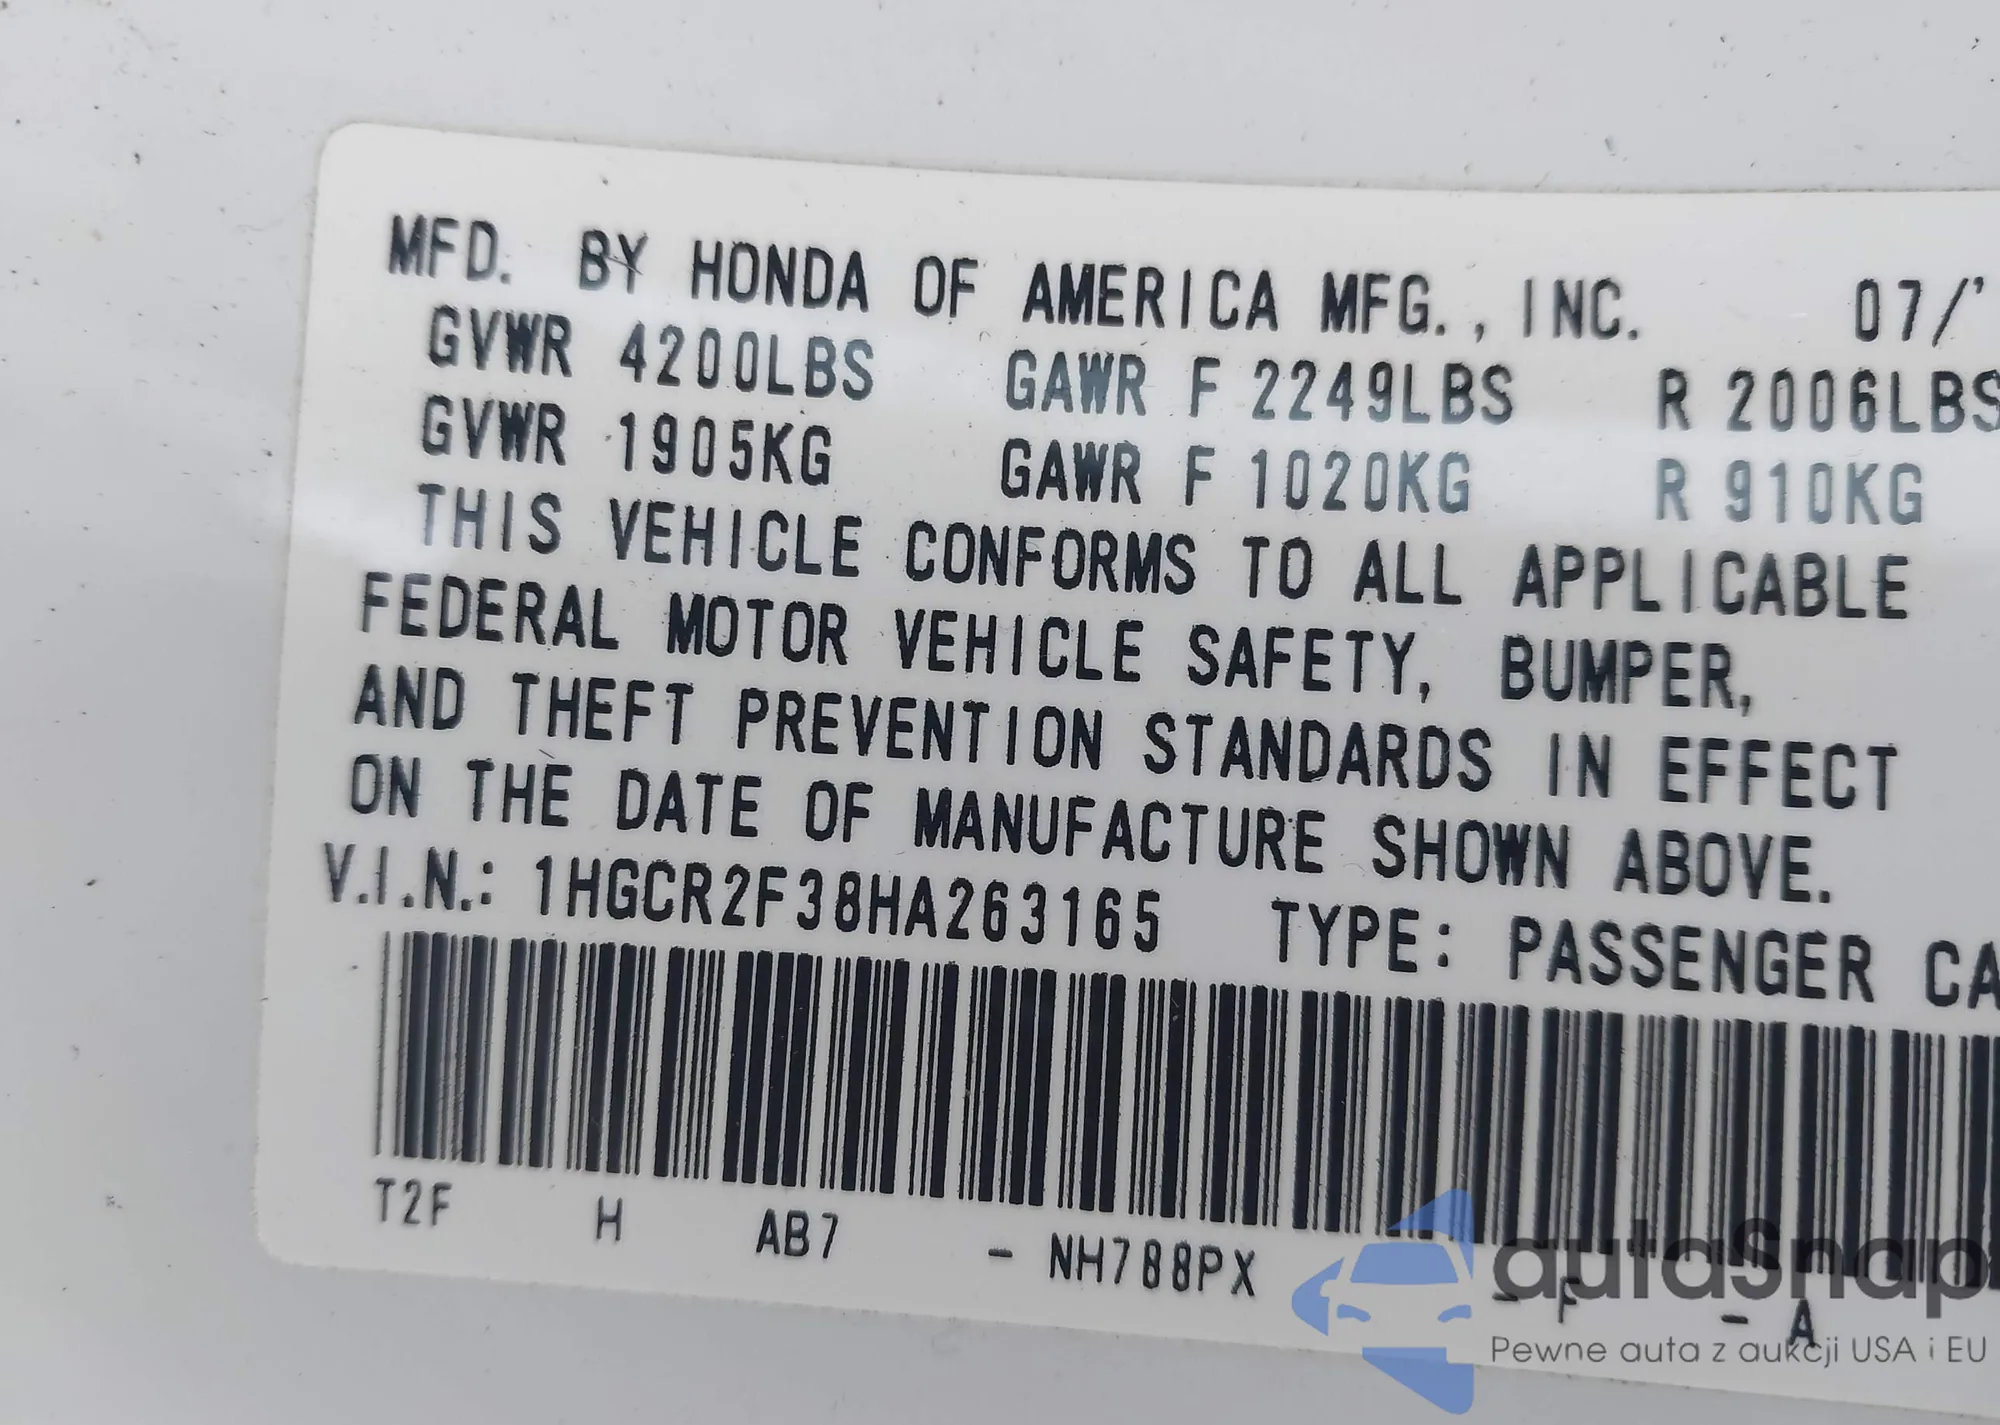 MFD. BY HONDA OF AMERICA MFG., INC. 07/'
GVWR 4200LBS GAWR F 2249LBS R 2006LBS
GVWR 1905KG GAWR F 1020KG R 910KG
THIS VEHICLE CONFORMS TO ALL APPLICABLE
FEDERAL MOTOR VEHICLE SAFETY, BUMPER,
AND THEFT PREVENTION STANDARDS IN EFFECT
ON THE DATE OF MANUFACTURE SHOWN ABOVE.
V.I.N.: 1HGCR2F38HA263165 TYPE: PASSENGER CA
T2F H AB7 - NH788PX - F - A
autaSnap
Pewne auta z aukcji USA i EU